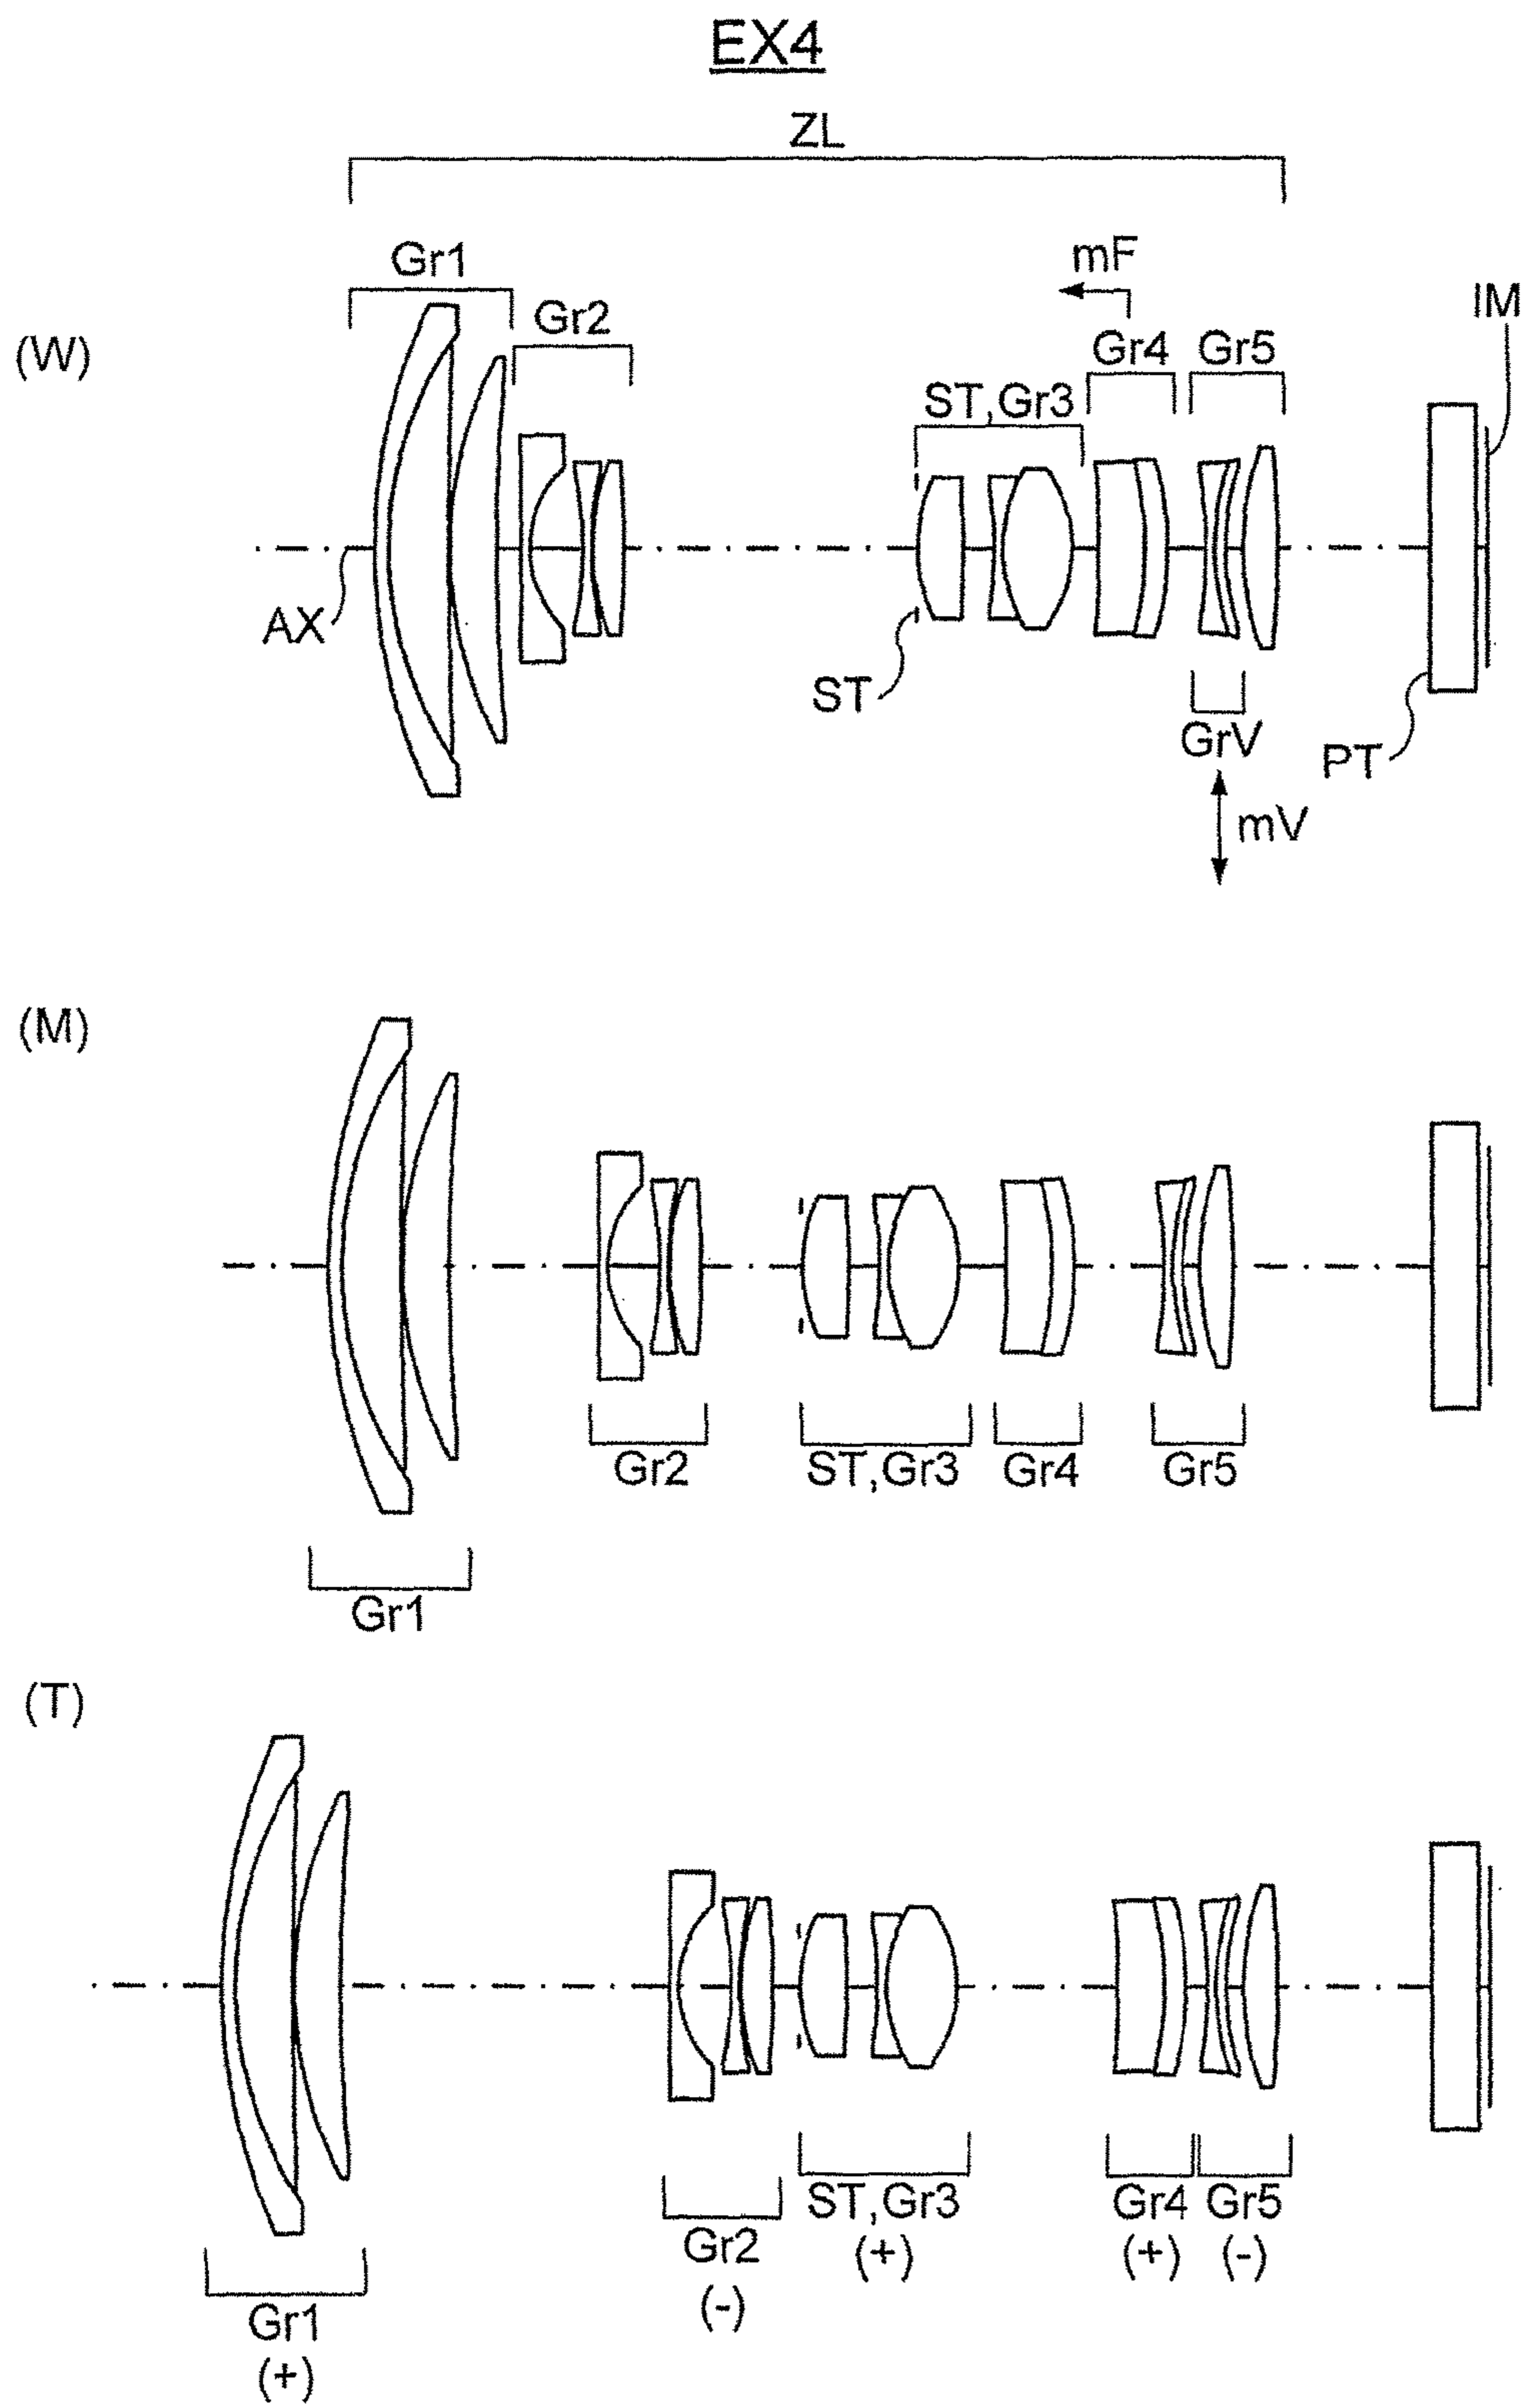 EX4
ZL
Gr1
mF
IM
Gr2
(W)
Gr4
Gr5
ST,Gr3
AX
ST
GrV
PT
mV
(M)
Gr2
ST,Gr3
Gr4
Gr5
Gr1
(T)
ST,Gr3
Gr4
Gr5
Gr2
(+)
(+)
(-)
(-)
Gr1
(+)